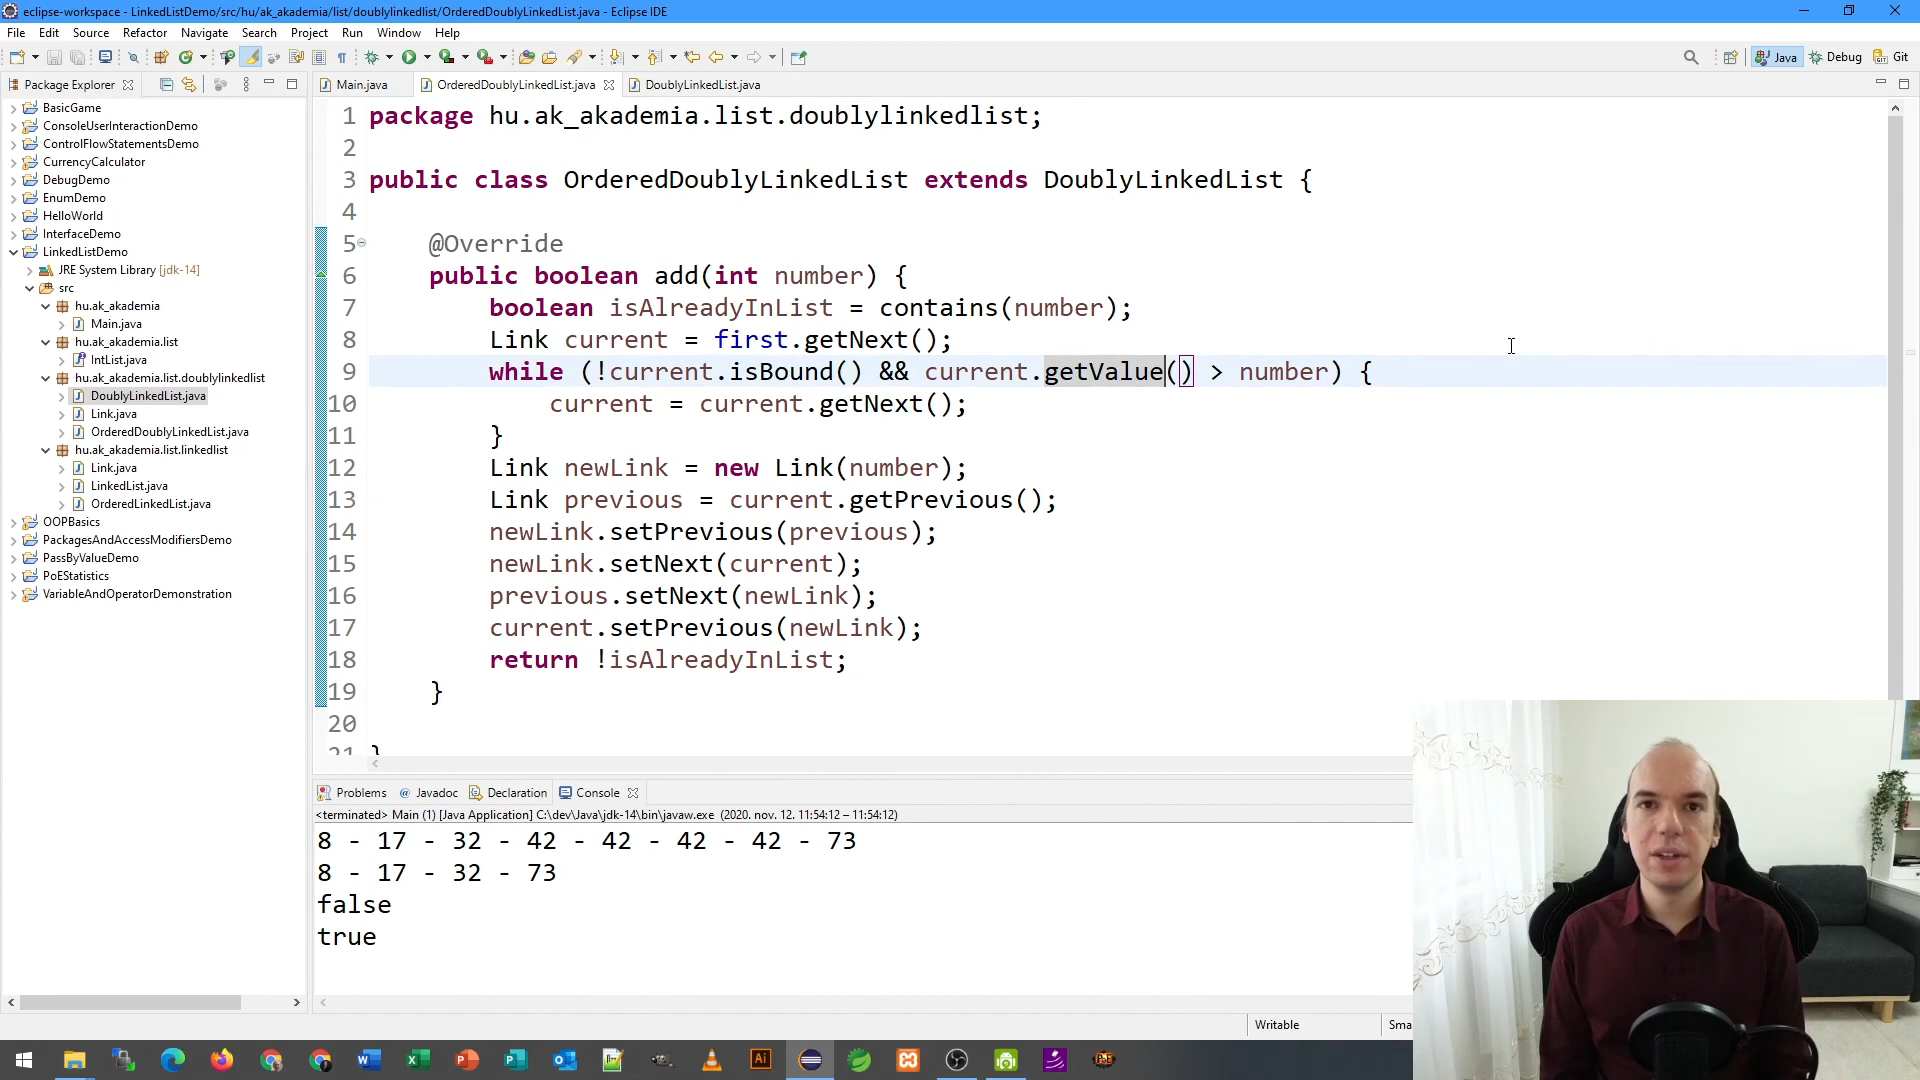 eclipse-workspace - LinkedListDemo/src/hu/ak_akademia/list/doublylinkedlist/OrderedDoublyLinkedList.java - Eclipse IDE
File Edit Source Refactor Navigate Search Project Run Window Help
Java Debug Git
Package Explorer
BasicGame
ConsoleUserInteractionDemo
ControlFlowStatementsDemo
CurrencyCalculator
DebugDemo
EnumDemo
HelloWorld
InterfaceDemo
LinkedListDemo
JRE System Library [jdk-14]
src
hu.ak_akademia
Main.java
hu.ak_akademia.list
IntList.java
hu.ak_akademia.list.doublylinkedlist
DoublyLinkedList.java
Link.java
OrderedDoublyLinkedList.java
hu.ak_akademia.list.linkedlist
Link.java
LinkedList.java
OrderedLinkedList.java
OOPBasics
PackagesAndAccessModifiersDemo
PassByValueDemo
PoEStatistics
VariableAndOperatorDemonstration
Main.java OrderedDoublyLinkedList.java DoublyLinkedList.java
1 package hu.ak_akademia.list.doublylinkedlist;
2
3 public class OrderedDoublyLinkedList extends DoublyLinkedList {
4
5 @Override
6 public boolean add(int number) {
7 boolean isAlreadyInList = contains(number);
8 Link current = first.getNext();
9 while (!current.isBound() && current.getValue() > number) {
10 current = current.getNext();
11 }
12 Link newLink = new Link(number);
13 Link previous = current.getPrevious();
14 newLink.setPrevious(previous);
15 newLink.setNext(current);
16 previous.setNext(newLink);
17 current.setPrevious(newLink);
18 return !isAlreadyInList;
19 }
20
21 }
Problems Javadoc Declaration Console
<terminated> Main (1) [Java Application] C:\dev\Java\jdk-14\bin\javaw.exe (2020. nov. 12. 11:54:12 – 11:54:12)
8 - 17 - 32 - 42 - 42 - 42 - 42 - 73
8 - 17 - 32 - 73
false
true
Writable Sma